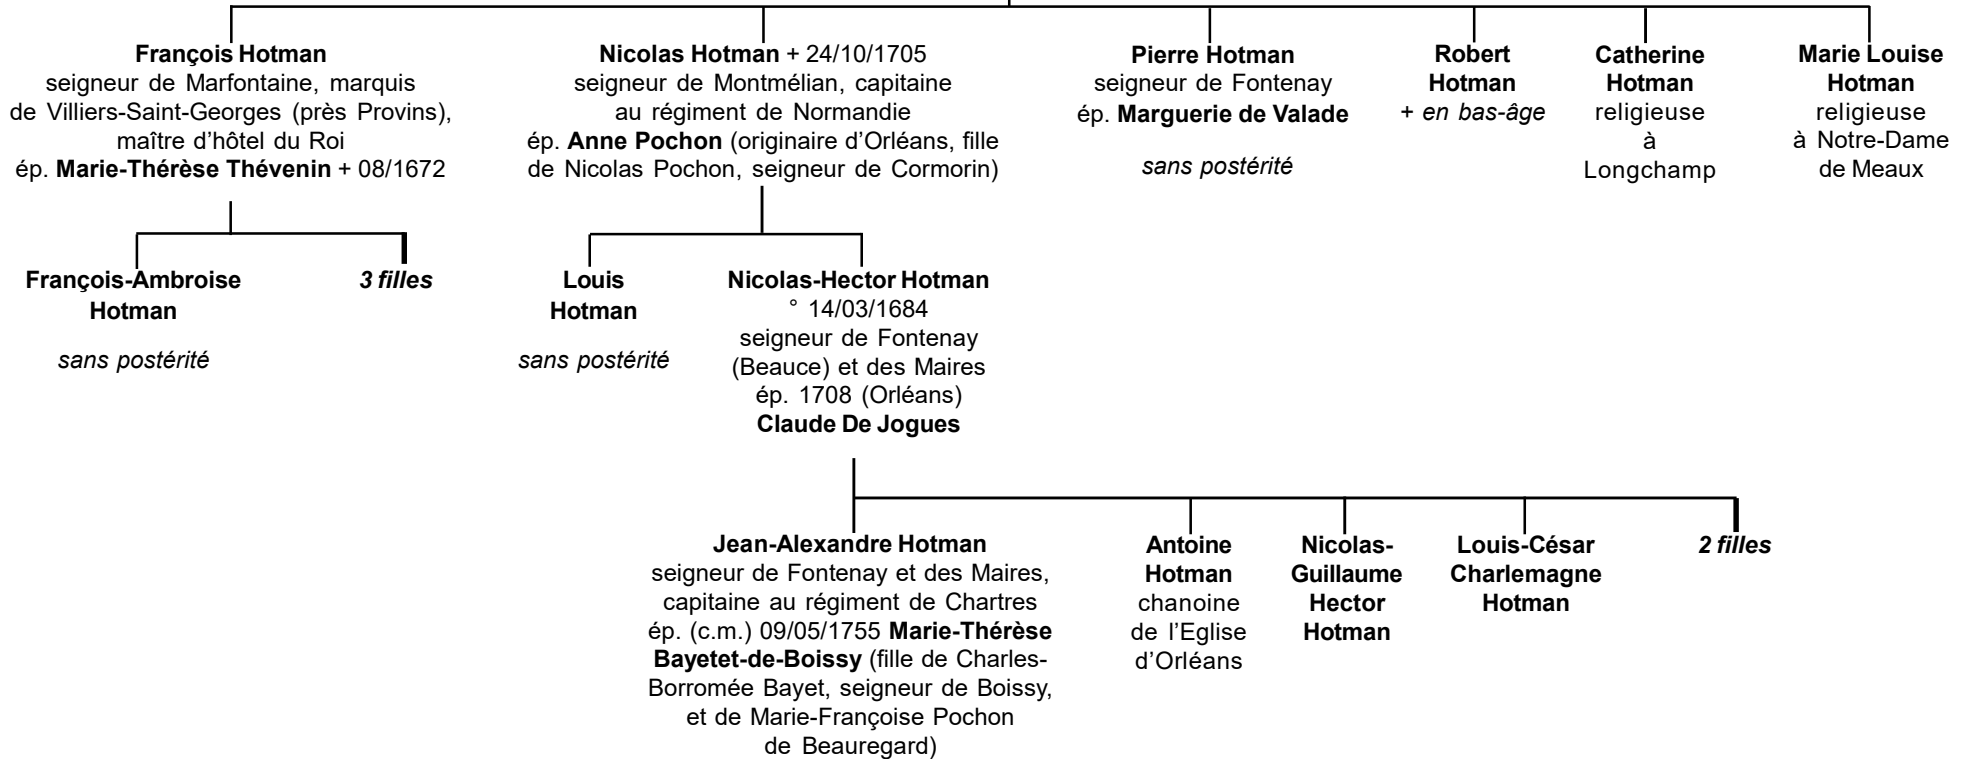 François Hotman
seigneur de Marfontaine, marquis
de Villiers-Saint-Georges (près Provins),
maître d’hôtel du Roi
ép. Marie-Thérèse Thévenin + 08/1672
Nicolas Hotman + 24/10/1705
seigneur de Montmélian, capitaine
au régiment de Normandie
ép. Anne Pochon (originaire d’Orléans, fille
de Nicolas Pochon, seigneur de Cormorin)
Pierre Hotman
seigneur de Fontenay
ép. Marguerie de Valade
sans postérité
Robert
Hotman
+ en bas-âge
Catherine
Hotman
religieuse
à
Longchamp
Marie Louise
Hotman
religieuse
à Notre-Dame
de Meaux
François-Ambroise
Hotman
sans postérité
3 filles
Louis
Hotman
sans postérité
Nicolas-Hector Hotman
° 14/03/1684
seigneur de Fontenay
(Beauce) et des Maires
ép. 1708 (Orléans)
Claude De Jogues
Jean-Alexandre Hotman
seigneur de Fontenay et des Maires,
capitaine au régiment de Chartres
ép. (c.m.) 09/05/1755 Marie-Thérèse
Bayetet-de-Boissy (fille de Charles-
Borromée Bayet, seigneur de Boissy,
et de Marie-Françoise Pochon
de Beauregard)
Antoine
Hotman
chanoine
de l’Eglise
d’Orléans
Nicolas-
Guillaume
Hector
Hotman
Louis-César
Charlemagne
Hotman
2 filles